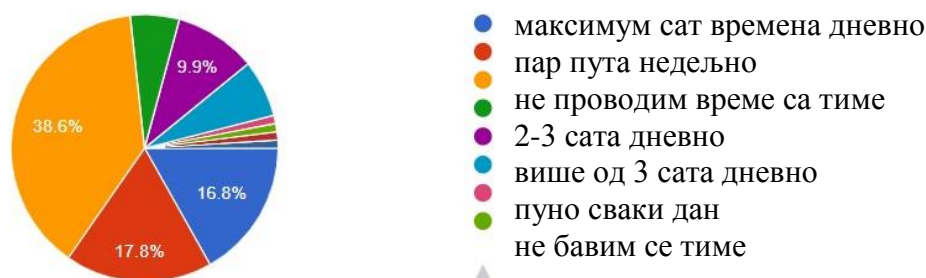 максимум сат времена дневно
пар пута недељно
9.9%
не проводим време са тиме
38.6%
2-3 сата дневно
више од 3 сата дневно
16.8%
пуно сваки дан
17.8%
не бавим се тиме